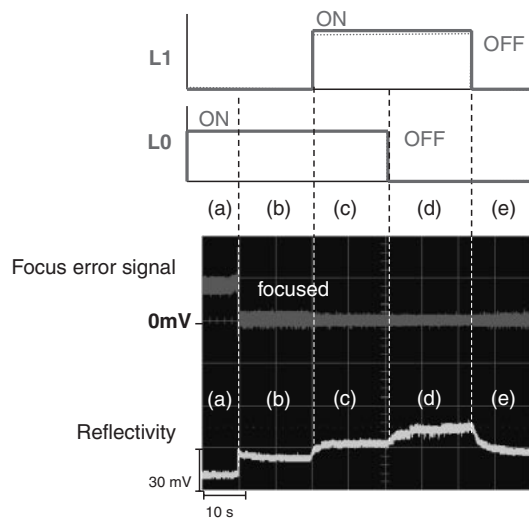 ON
L1
OFF
ON
L0
OFF
(a) (b) (c) (d) (e)
Focus error signal
focused
0mV
(a) (b) (c) (d) (e)
Reflectivity
30 mV
10 s